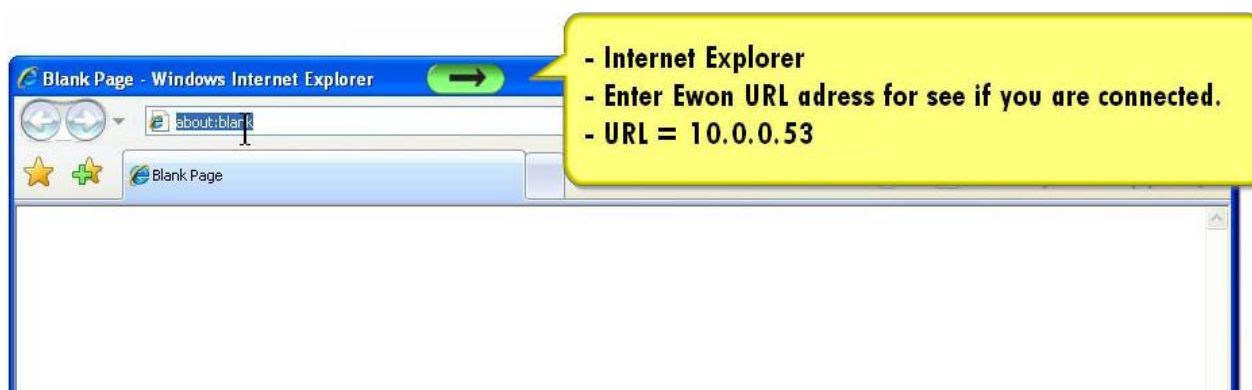 Blank Page - Windows Internet Explorer
- Internet Explorer
- Enter Ewon URL adress for see if you are connected.
- URL = 10.0.0.53
about:blank
Blank Page